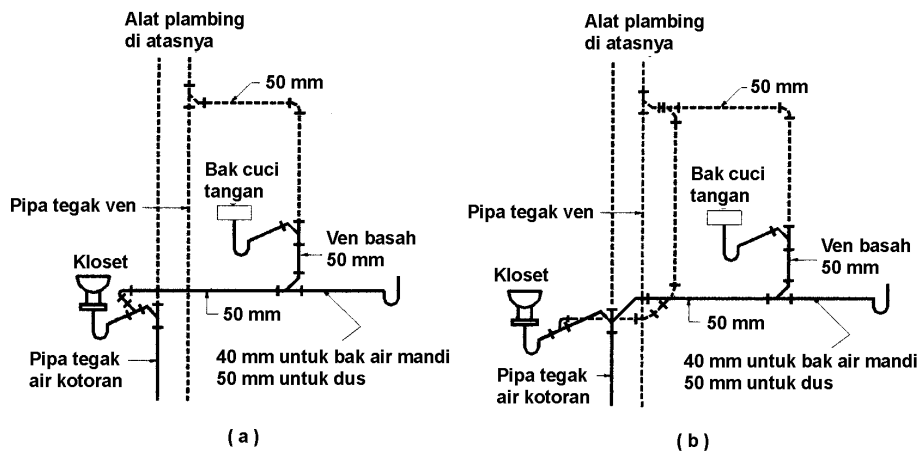 Alat plambing
di atasnya
50 mm
Bak cuci
tangan
Pipa tegak ven
Ven basah
50 mm
Kloset
50 mm
Pipa tegak
air kotoran
40 mm untuk bak air mandi
50 mm untuk dus
( a )
Alat plambing
di atasnya
50 mm
Bak cuci
tangan
Pipa tegak ven
Ven basah
50 mm
Kloset
50 mm
Pipa tegak
air kotoran
40 mm untuk bak air mandi
50 mm untuk dus
( b )